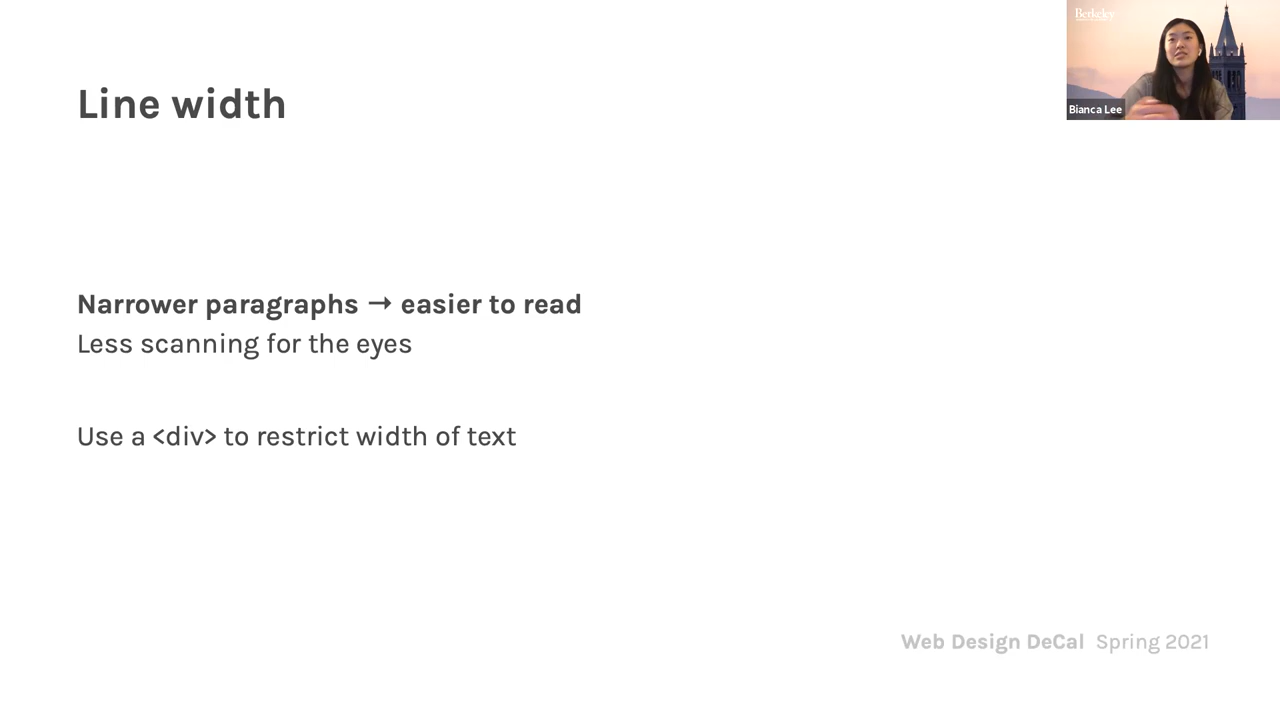 Berkeley
Bianca Lee
Line width
Narrower paragraphs → easier to read
Less scanning for the eyes
Use a <div> to restrict width of text
Web Design DeCal Spring 2021